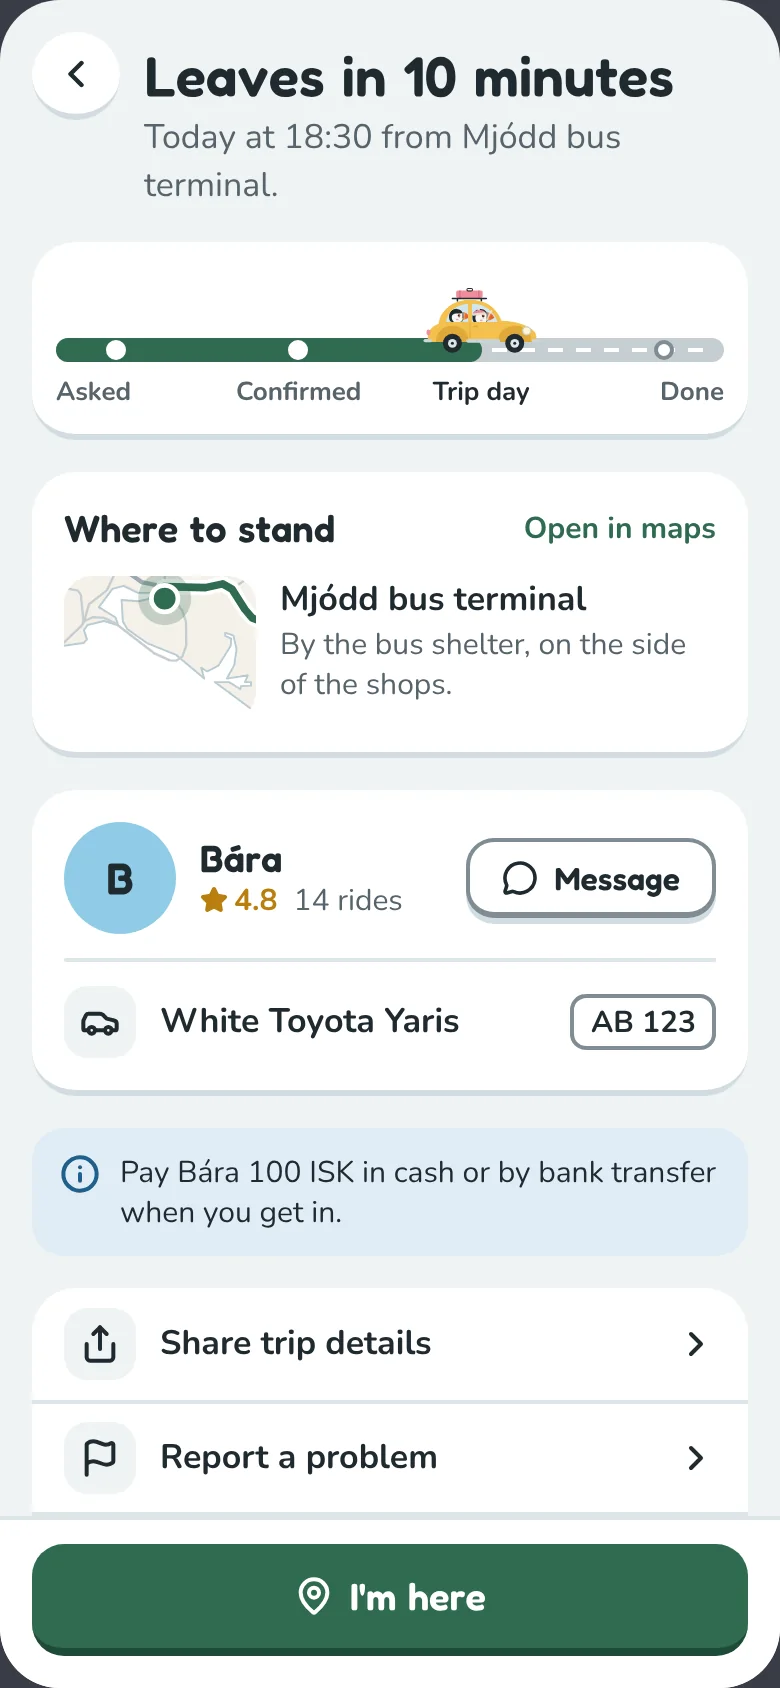 Leaves in 10 minutes
Today at 18:30 from Mjódd bus
terminal.
Asked
Confirmed
Trip day
Done
Where to stand
Open in maps
Mjódd bus terminal
By the bus shelter, on the side
of the shops.
B
Bára
4.8 14 rides
Message
White Toyota Yaris
AB 123
Pay Bára 100 ISK in cash or by bank transfer
when you get in.
Share trip details
Report a problem
I'm here